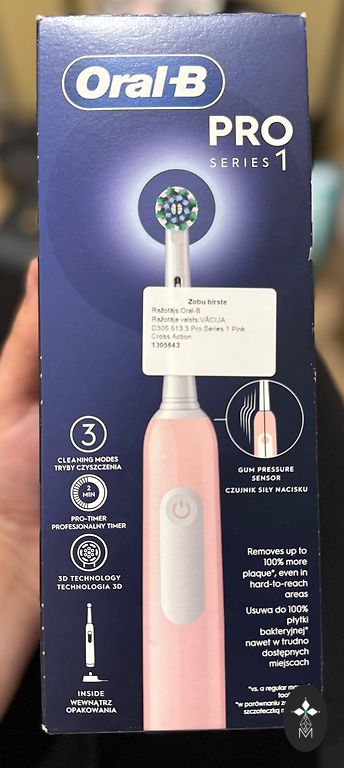 Oral-B
PRO
SERIES 1
Zobu birste
Ražotājs:Oral-B
Ražotāja valsts:VĀCIJA
D305.513.3 Pro Series 1 Pink
Cross Action
1305643
3
CLEANING MODES
TRYBY CZYSZCZENIA
2
MIN
PRO-TIMER
PROFESJONALNY TIMER
3D TECHNOLOGY
TECHNOLOGIA 3D
INSIDE
WEWNĄTRZ
OPAKOWANIA
GUM PRESSURE
SENSOR
CZUJNIK SIŁY NACISKU
Removes up to
100% more
plaque*, even in
hard-to-reach
areas
Usuwa do 100%
płytki
bakteryjnej*
nawet w trudno
dostępnych
miejscach
*vs. a regular
*w porównaniu
szczoteczką
M